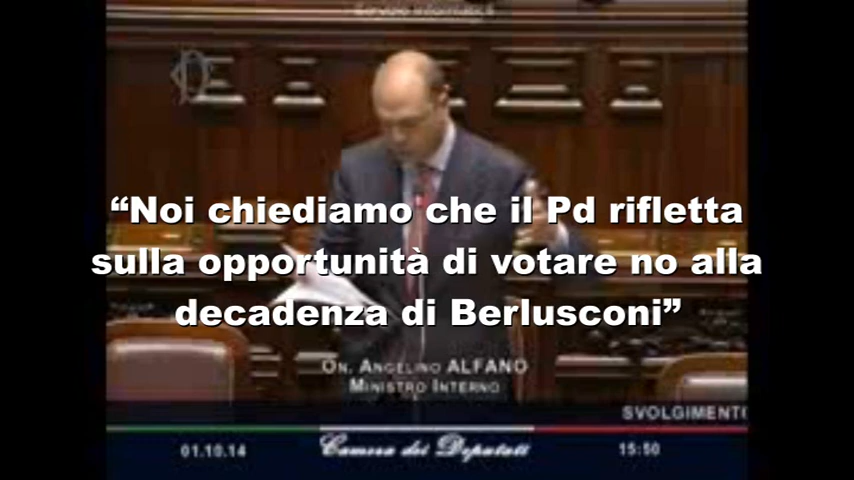 “Noi chiediamo che il Pd rifletta
sulla opportunità di votare no alla
decadenza di Berlusconi”
On. Angelino ALFANO
Ministro Interno
SVOLGIMENTO
01.10.14
Camera dei Deputati
15:50